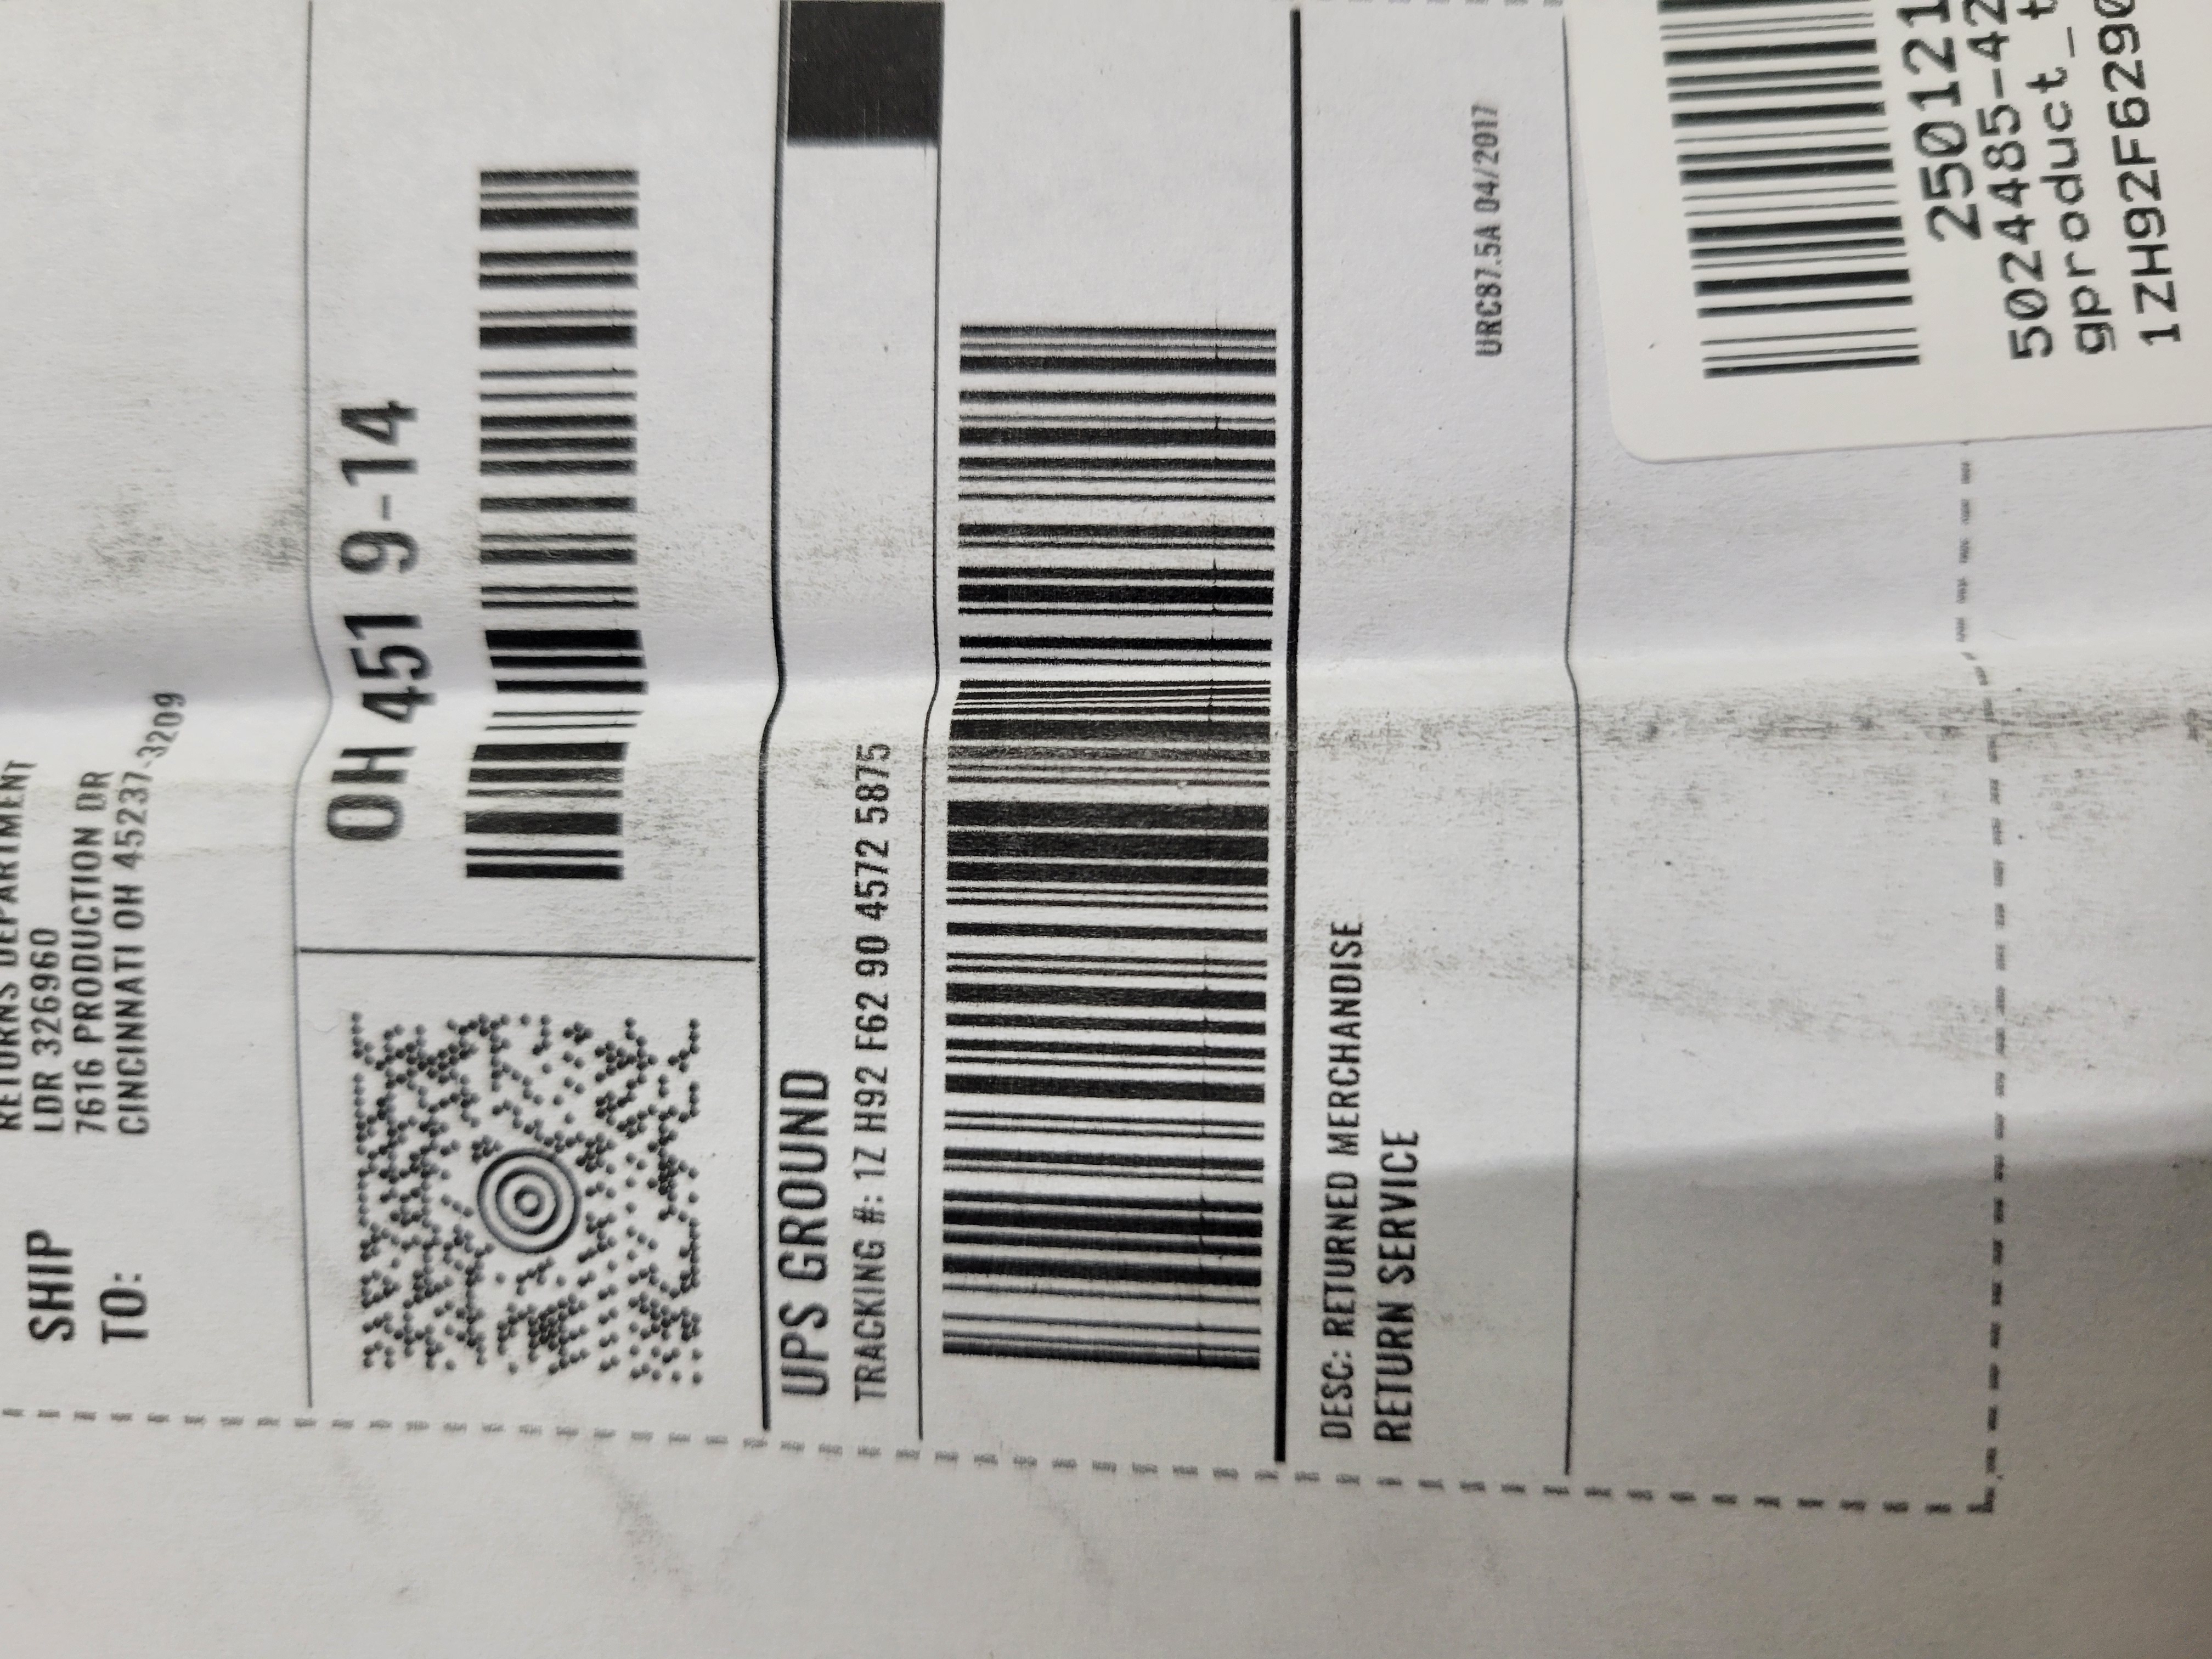 SHIP
TO:
RETURNS DEPARTMENT
LDR 326960
7616 PRODUCTION DR
CINCINNATI OH 45237-3209
OH 451 9-14
UPS GROUND
TRACKING #: 1Z H92 F62 90 4572 5875
DESC: RETURNED MERCHANDISE
RETURN SERVICE
URC87.5A 04/2017
250121
5024485-42
gproduct_t
1ZH92F6290